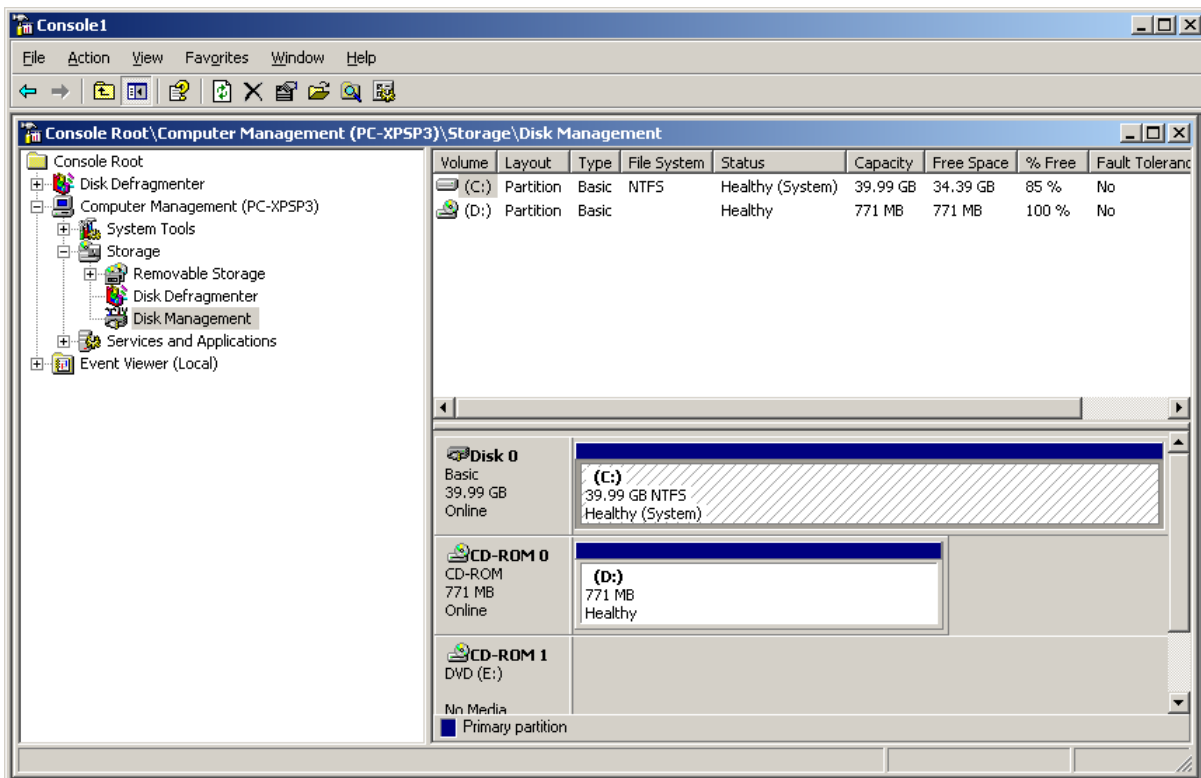 Console1
File Action View Favorites Window Help
Console Root\Computer Management (PC-XPSP3)\Storage\Disk Management
Console Root
Disk Defragmenter
Computer Management (PC-XPSP3)
System Tools
Storage
Removable Storage
Disk Defragmenter
Disk Management
Services and Applications
Event Viewer (Local)
Volume Layout Type File System Status Capacity Free Space % Free Fault Toleranc
(C:) Partition Basic NTFS Healthy (System) 39.99 GB 34.39 GB 85 % No
(D:) Partition Basic Healthy 771 MB 771 MB 100 % No
Disk 0
Basic
39.99 GB
Online
(C:)
39.99 GB NTFS
Healthy (System)
CD-ROM 0
CD-ROM
771 MB
Online
(D:)
771 MB
Healthy
CD-ROM 1
DVD (E:)
No Media
Primary partition